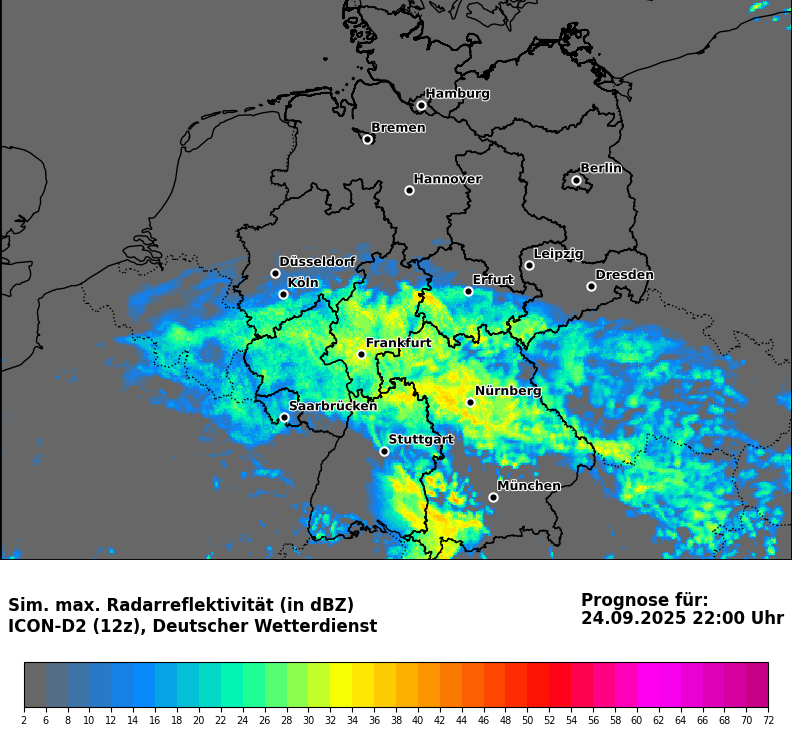 Hamburg
Bremen
Berlin
Hannover
Leipzig
Düsseldorf
Dresden
Köln
Erfurt
Frankfurt
Nürnberg
Saarbrücken
Stuttgart
München
Sim. max. Radarreflektivität (in dBZ)
ICON-D2 (12z), Deutscher Wetterdienst
Prognose für:
24.09.2025 22:00 Uhr
2 6 8 10 12 14 16 18 20 22 24 26 28 30 32 34 36 38 40 42 44 46 48 50 52 54 56 58 60 62 64 66 68 70 72